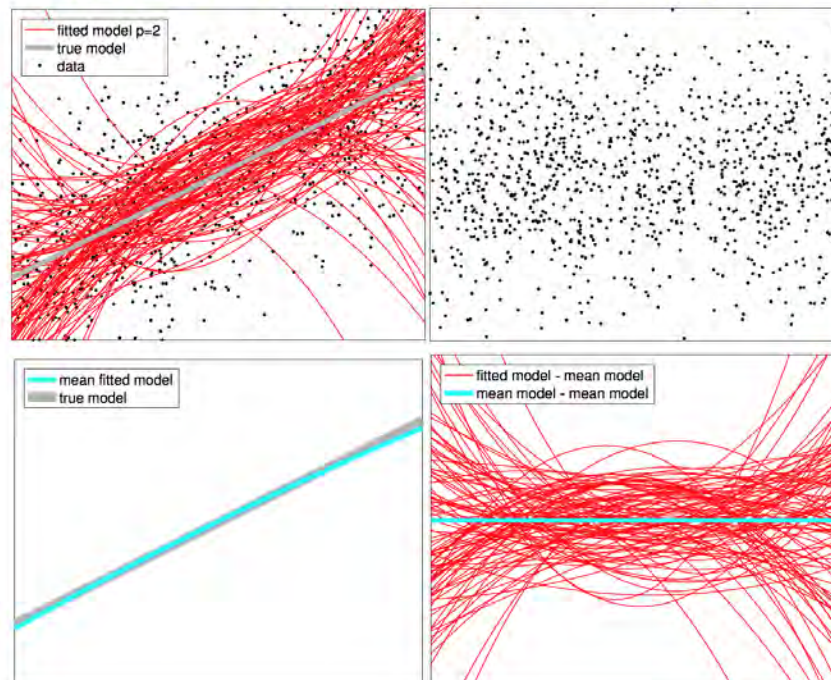 fitted model p=2
true model
data
mean fitted model
true model
fitted model - mean model
mean model - mean model